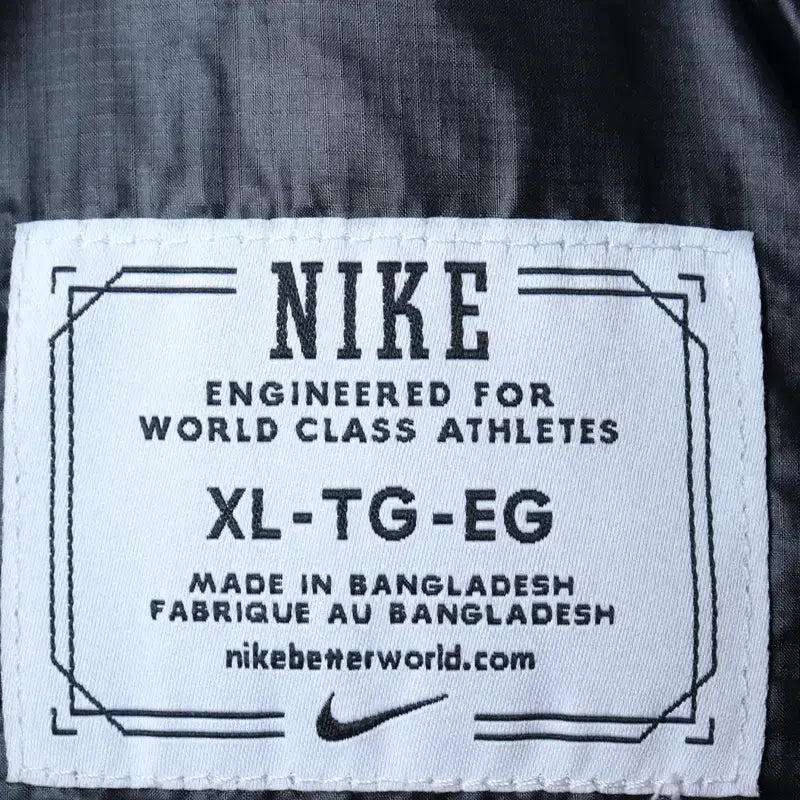 NIKE
ENGINEERED FOR
WORLD CLASS ATHLETES
XL-TG-EG
MADE IN BANGLADESH
FABRIQUE AU BANGLADESH
nikebetterworld.com